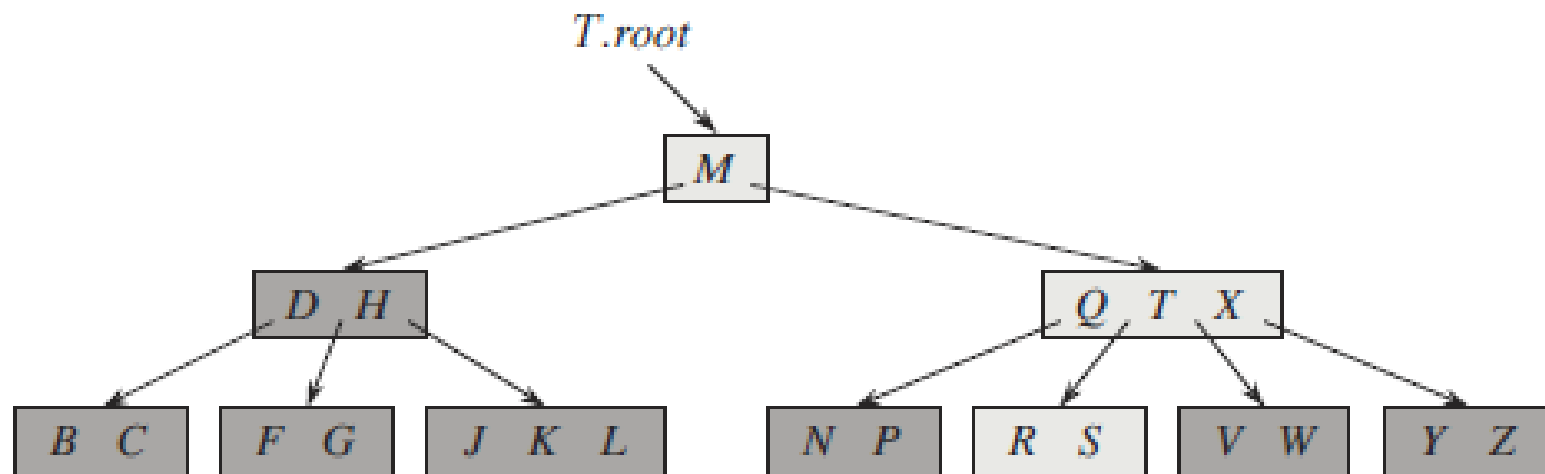 T.root
M
D H
Q T X
B C
F G
J K L
N P
R S
V W
Y Z